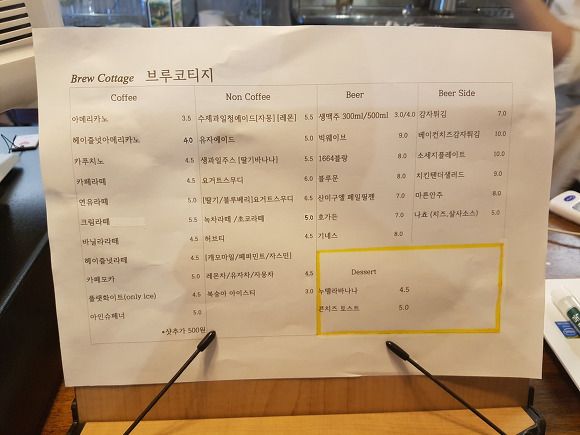 Brew Cottage 브루코티지
Coffee
아메리카노 3.5
헤이즐넛아메리카노 4.0
카푸치노 4.5
카페라떼 4.5
연유라떼 5.0
크림라떼 5.5
바닐라라떼 4.5
헤이즐넛라떼 4.5
카페모카 5.0
플랫화이트(only ice) 4.5
아인슈페너 5.0
*샷추가 500원
Non Coffee
수제과일청에이드[자몽][레몬] 5.5
유자에이드 5.0
생과일주스 [딸기바나나] 5.5
요거트스무디 6.0
[딸기/블루베리]요거트스무디 6.5
녹차라떼 /초코라떼 5.0
허브티 4.5
[캐모마일/페퍼민트/자스민]
레몬차/유자차/자몽차 4.5
복숭아 아이스티 3.0
Beer
생맥주 300ml/500ml 3.0/4.0
빅웨이브 9.0
1664블랑 8.0
블루문 8.0
산미구엘 페일필젠 7.0
호가든 7.0
기네스 8.0
Beer Side
감자튀김 7.0
베이컨치즈감자튀김 10.0
소세지플레이트 10.0
치킨텐더샐러드 9.0
마른안주 8.0
나쵸 (치즈,살사소스) 5.0
Dessert
누텔라바나나 4.5
콘치즈 토스트 5.0